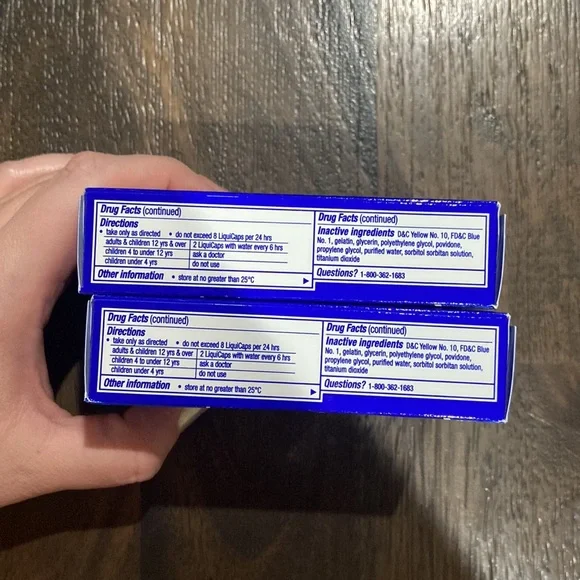 Drug Facts (continued)
Directions
• take only as directed • do not exceed 8 LiquiCaps per 24 hrs
adults & children 12 yrs & over 2 LiquiCaps with water every 6 hrs
children 4 to under 12 yrs ask a doctor
children under 4 yrs do not use
Other information • store at no greater than 25°C
Drug Facts (continued)
Inactive ingredients D&C Yellow No. 10, FD&C Blue
No. 1, gelatin, glycerin, polyethylene glycol, povidone,
propylene glycol, purified water, sorbitol sorbitan solution,
titanium dioxide
Questions? 1-800-362-1683
Drug Facts (continued)
Directions
• take only as directed • do not exceed 8 LiquiCaps per 24 hrs
adults & children 12 yrs & over 2 LiquiCaps with water every 6 hrs
children 4 to under 12 yrs ask a doctor
children under 4 yrs do not use
Other information • store at no greater than 25°C
Drug Facts (continued)
Inactive ingredients D&C Yellow No. 10, FD&C Blue
No. 1, gelatin, glycerin, polyethylene glycol, povidone,
propylene glycol, purified water, sorbitol sorbitan solution,
titanium dioxide
Questions? 1-800-362-1683